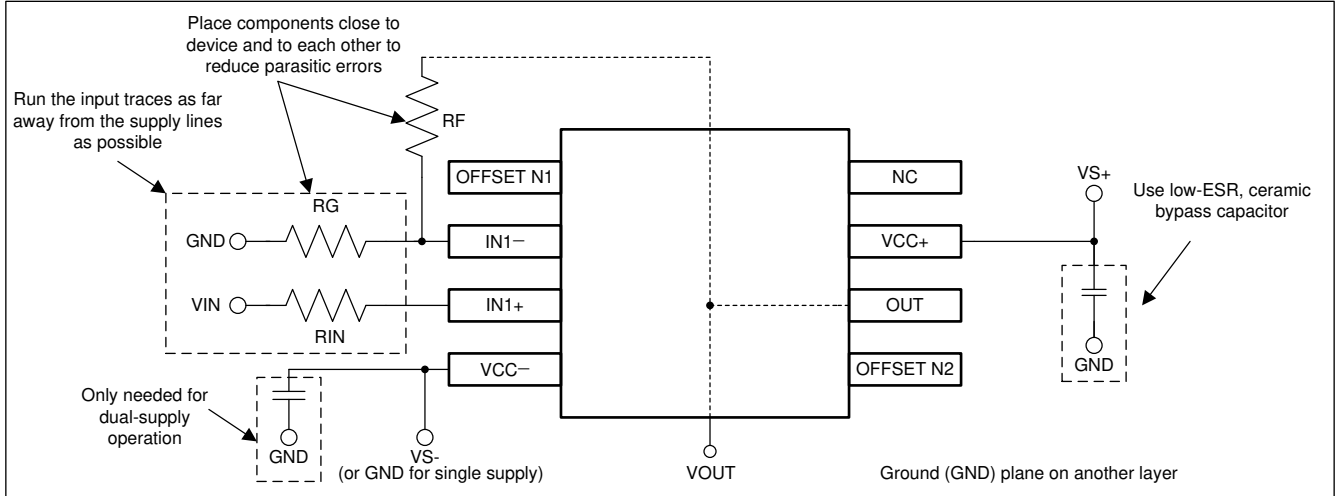 Place components close to
device and to each other to
reduce parasitic errors
Run the input traces as far
away from the supply lines
as possible
RF
OFFSET N1
NC
VS+
Use low-ESR, ceramic
bypass capacitor
RG
GND
IN1−
VCC+
VIN
IN1+
OUT
RIN
GND
VCC−
OFFSET N2
Only needed for
dual-supply
operation
GND
VS-
(or GND for single supply)
VOUT
Ground (GND) plane on another layer